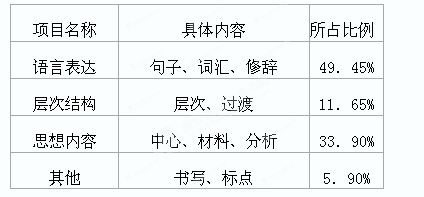 项目名称 具体内容 所占比例
语言表达 句子、词汇、修辞 49. 45%
层次结构 层次、过渡 11. 65%
思想内容 中心、材料、分析 33. 90%
其他 书写、标点 5. 90%